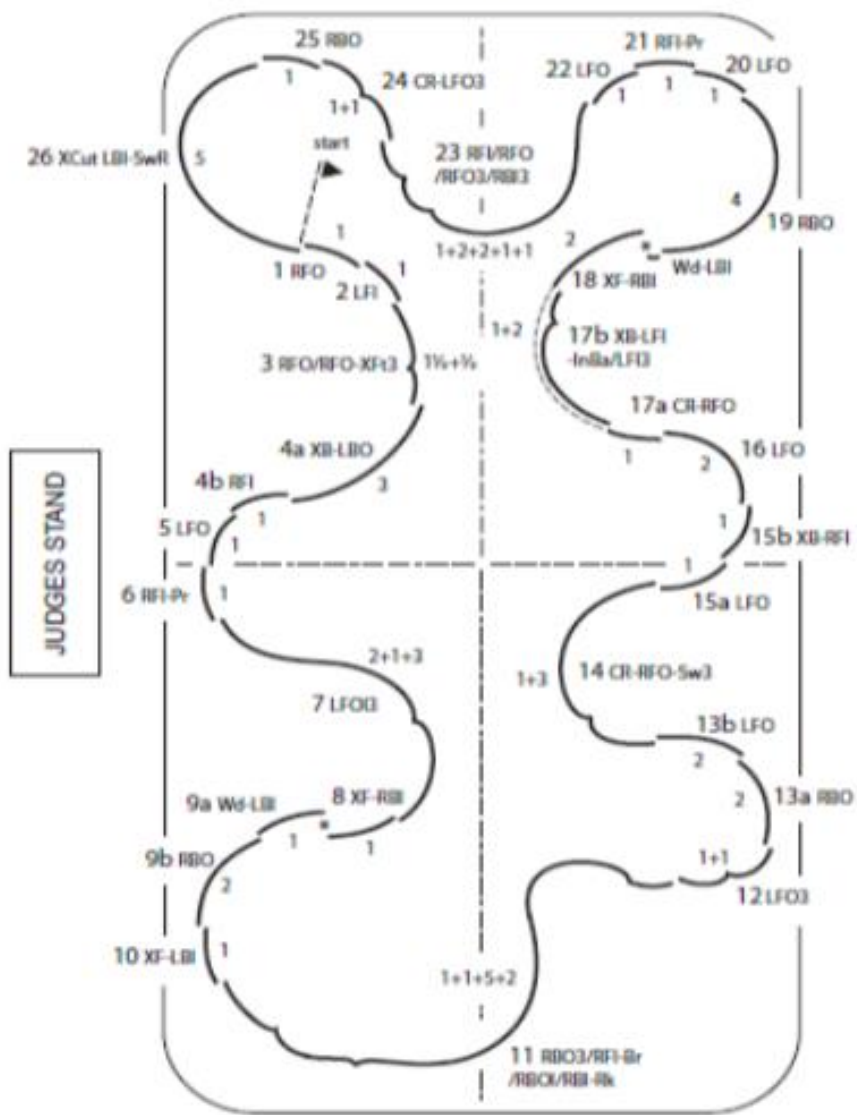 25 RBO
21 RFI-Pr
20 LFO
22 LFO
24 CR-LFO3
1
1
1
1
1+1
start
26 XCut LBI-SwR
5
23 RFI/RFO
/RFO3/RBI3
4
19 RBO
1
1+2+2+1+1
2
Wd-LBI
1 RFO
1
2 LFI
18 XF-RBI
1+2
17b XB-LFI
-InBa/LFI3
3 RFO/RFO-XFt3
17a CR-RFO
4a XB-LBO
1
2
16 LFO
4b RFI
3
1
5 LFO
1
1
15b XB-RFI
1
15a LFO
JUDGES STAND
6 RFI-Pr
1
2+1+3
1+3
14 CR-RFO-Sw3
7 LFOI3
13b LFO
2
9a Wd-LBI
8 XF-RBI
2
13a RBO
1
1
9b RBO
2
1+1
12 LFO3
10 XF-LBI
1
1+1+5+2
11 RBO3/RFI-Br
/RBOI/RBI-Rk